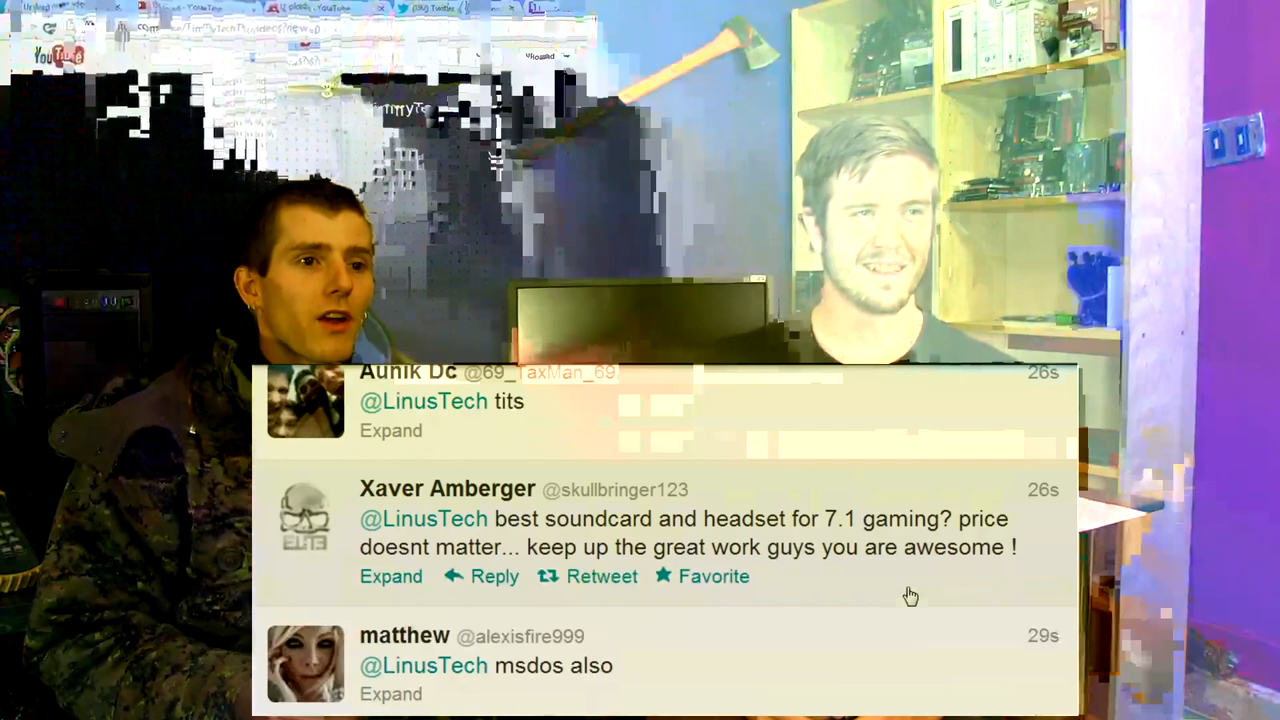 YouTube
Aunik Dc @69_TaxMan_69 26s
@LinusTech tits
Expand
Xaver Amberger @skullbringer123 26s
@LinusTech best soundcard and headset for 7.1 gaming? price
doesnt matter... keep up the great work guys you are awesome !
Expand Reply Retweet Favorite
matthew @alexisfire999 29s
@LinusTech msdos also
Expand